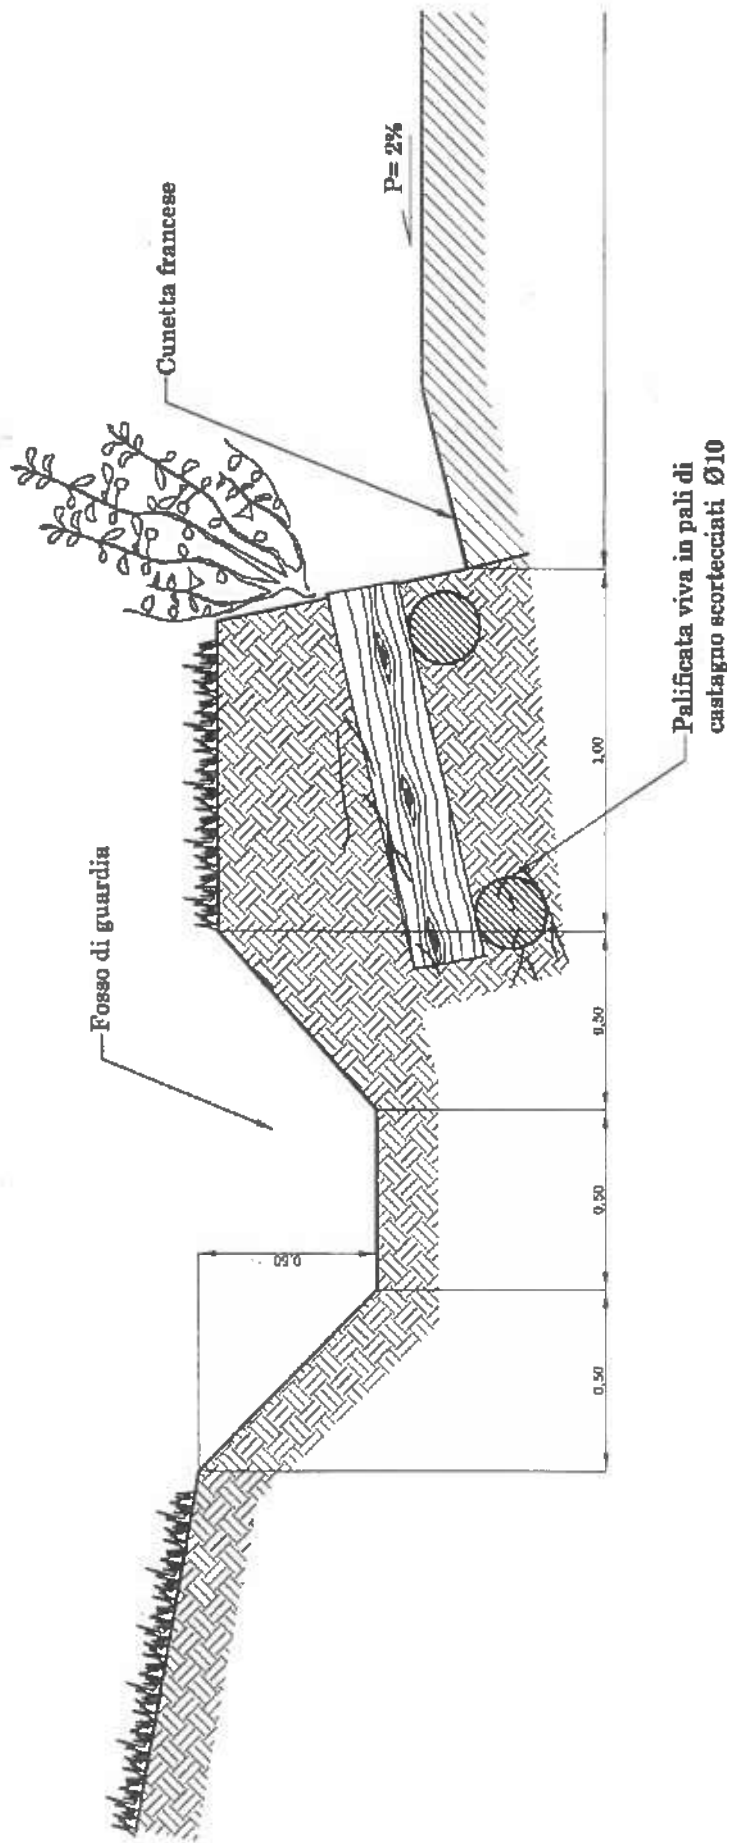 Fosso di guardia
Cunetta francese
P= 2%
0,50
0,50
0,50
0,50
1,00
Palificata viva in pali di
castagno scortecciati Ø10